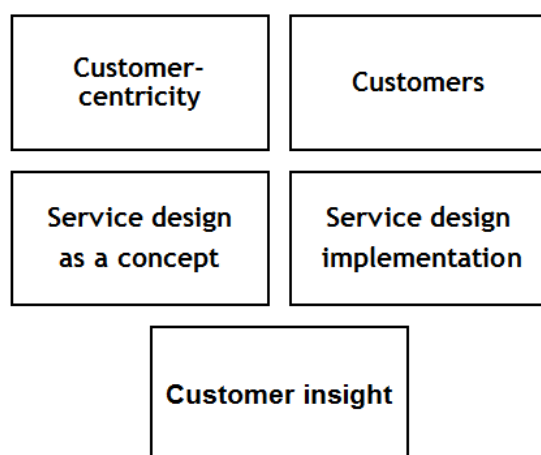 Customer-
centricity
Customers
Service design
as a concept
Service design
implementation
Customer insight